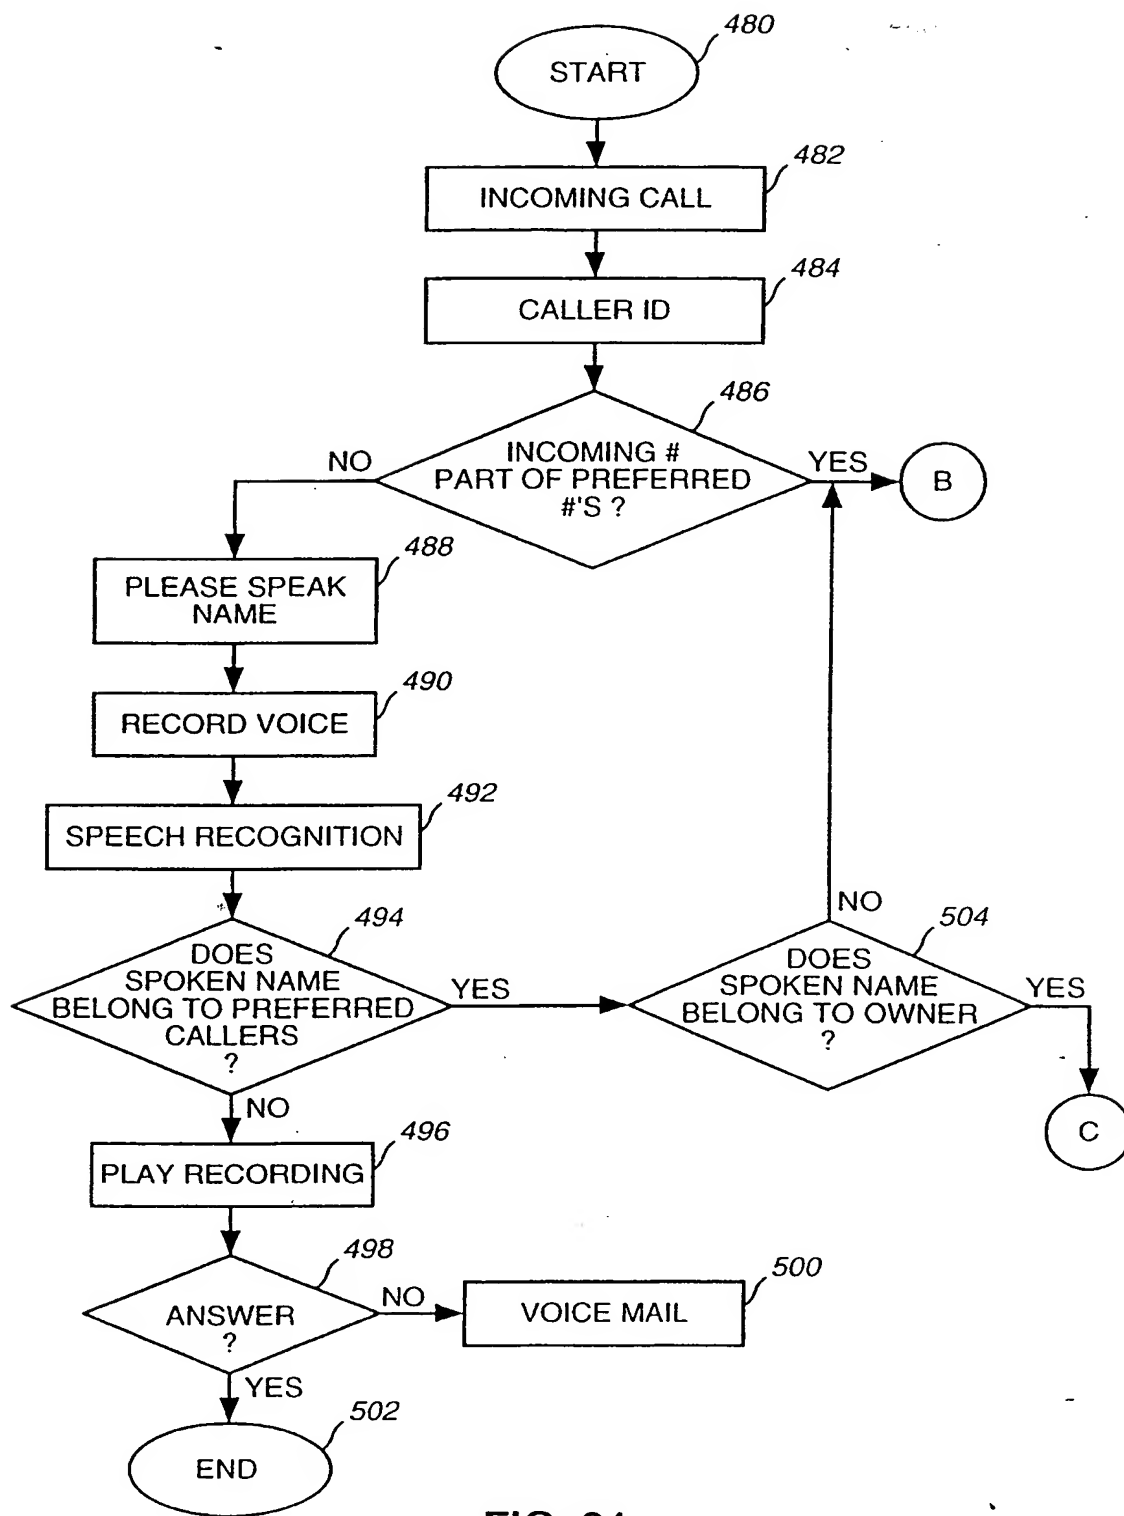 480
START
482
INCOMING CALL
484
CALLER ID
486
INCOMING #
PART OF PREFERRED
#'S ?
NO
YES
B
488
PLEASE SPEAK
NAME
490
RECORD VOICE
492
SPEECH RECOGNITION
494
DOES
SPOKEN NAME
BELONG TO PREFERRED
CALLERS
?
YES
NO
504
DOES
SPOKEN NAME
BELONG TO OWNER
?
YES
C
NO
496
PLAY RECORDING
498
ANSWER
?
NO
500
VOICE MAIL
YES
502
END